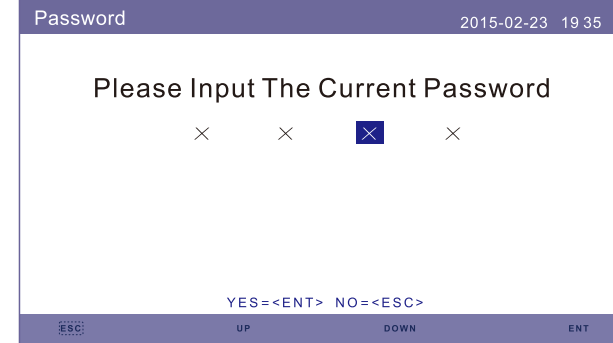 Password 2015-02-23 19 35
Please Input The Current Password
× × × ×
YES=<ENT> NO=<ESC>
ESC UP DOWN ENT